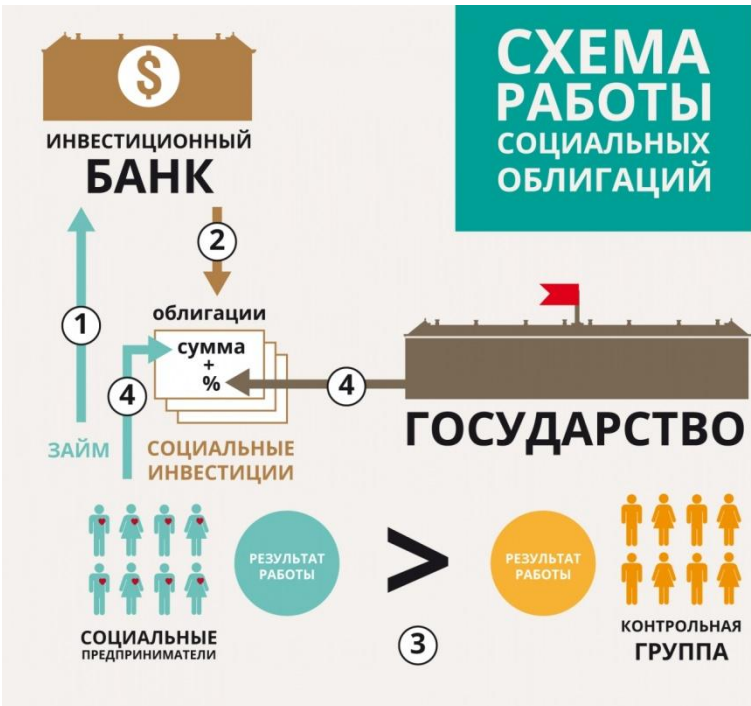 СХЕМА
РАБОТЫ
СОЦИАЛЬНЫХ
ОБЛИГАЦИЙ
$
ИНВЕСТИЦИОННЫЙ
БАНК
2
1
облигации
сумма
+
%
4
4
ГОСУДАРСТВО
ЗАЙМ
СОЦИАЛЬНЫЕ
ИНВЕСТИЦИИ
РЕЗУЛЬТАТ
РАБОТЫ
>
РЕЗУЛЬТАТ
РАБОТЫ
СОЦИАЛЬНЫЕ
ПРЕДПРИНИМАТЕЛИ
3
КОНТРОЛЬНАЯ
ГРУППА